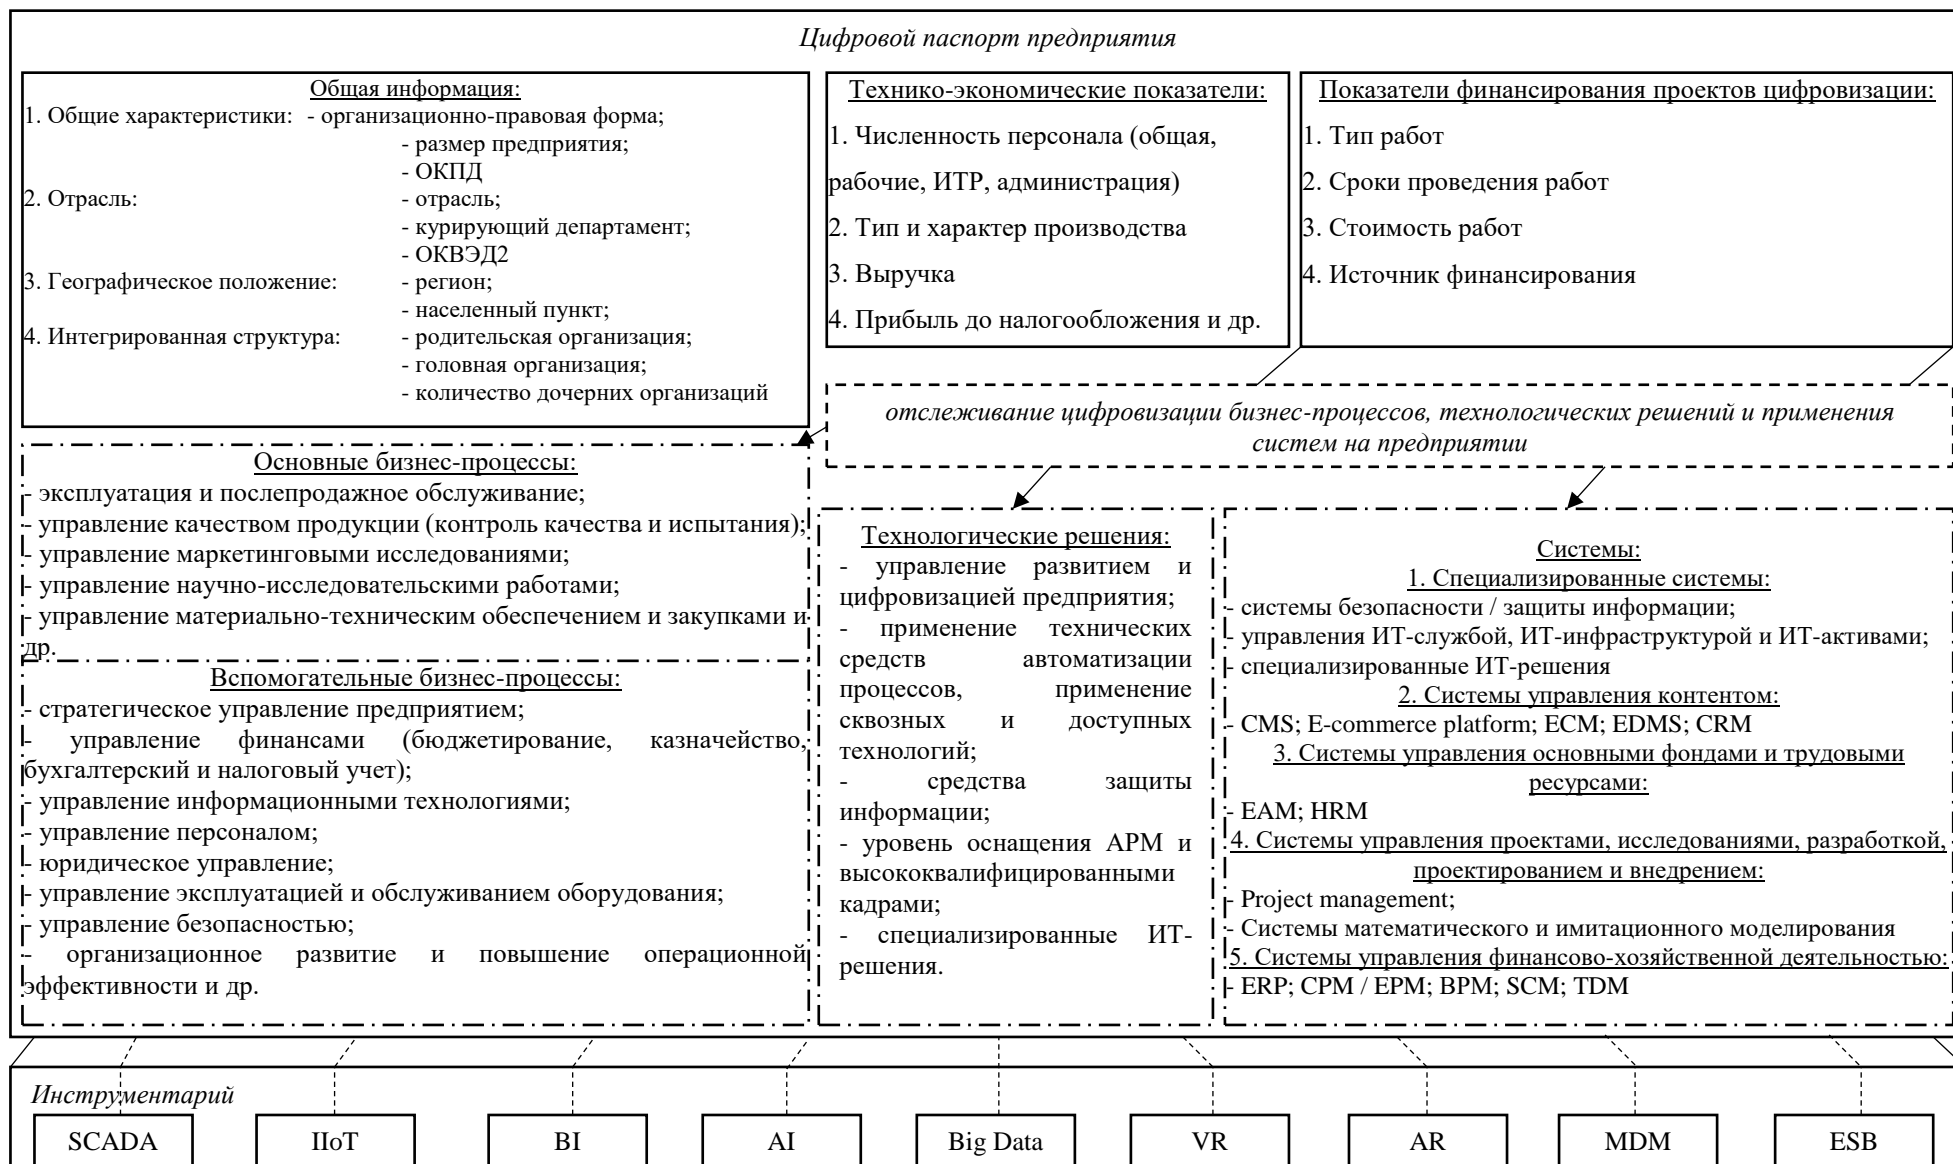 Цифровой паспорт предприятия
Общая информация:
1. Общие характеристики: - организационно-правовая форма;
- размер предприятия;
- ОКПД
2. Отрасль: - отрасль;
- курирующий департамент;
- ОКВЭД2
3. Географическое положение: - регион;
- населенный пункт;
4. Интегрированная структура: - родительская организация;
- головная организация;
- количество дочерних организаций
Технико-экономические показатели:
1. Численность персонала (общая,
рабочие, ИТР, администрация)
2. Тип и характер производства
3. Выручка
4. Прибыль до налогообложения и др.
Показатели финансирования проектов цифровизации:
1. Тип работ
2. Сроки проведения работ
3. Стоимость работ
4. Источник финансирования
отслеживание цифровизации бизнес-процессов, технологических решений и применения
систем на предприятии
Основные бизнес-процессы:
- эксплуатация и послепродажное обслуживание;
- управление качеством продукции (контроль качества и испытания);
- управление маркетинговыми исследованиями;
- управление научно-исследовательскими работами;
- управление материально-техническим обеспечением и закупками и
др.
Вспомогательные бизнес-процессы:
- стратегическое управление предприятием;
- управление финансами (бюджетирование, казначейство,
бухгалтерский и налоговый учет);
- управление информационными технологиями;
- управление персоналом;
- юридическое управление;
- управление эксплуатацией и обслуживанием оборудования;
- управление безопасностью;
- организационное развитие и повышение операционной
эффективности и др.
Технологические решения:
- управление развитием и
цифровизацией предприятия;
- применение технических
средств автоматизации
процессов, применение
сквозных и доступных
технологий;
- средства защиты
информации;
- уровень оснащения АРМ и
высококвалифицированными
кадрами;
- специализированные ИТ-
решения.
Системы:
1. Специализированные системы:
- системы безопасности / защиты информации;
- управления ИТ-службой, ИТ-инфраструктурой и ИТ-активами;
- специализированные ИТ-решения
2. Системы управления контентом:
- CMS; E-commerce platform; ECM; EDMS; CRM
3. Системы управления основными фондами и трудовыми
ресурсами:
- EAM; HRM
4. Системы управления проектами, исследованиями, разработкой,
проектированием и внедрением:
- Project management;
- Системы математического и имитационного моделирования
5. Системы управления финансово-хозяйственной деятельностью:
- ERP; CPM / EPM; BPM; SCM; TDM
Инструментарий
SCADA
IIoT
BI
AI
Big Data
VR
AR
MDM
ESB